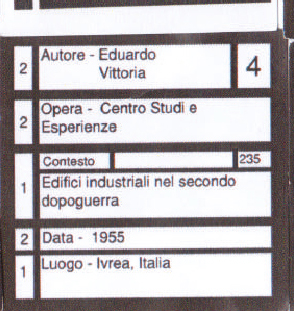 2 Autore - Eduardo 4
Vittoria
2 Opera - Centro Studi e
Esperienze
Contesto 235
1 Edifici industriali nel secondo
dopoguerra
2 Data - 1955
1 Luogo - Ivrea, Italia